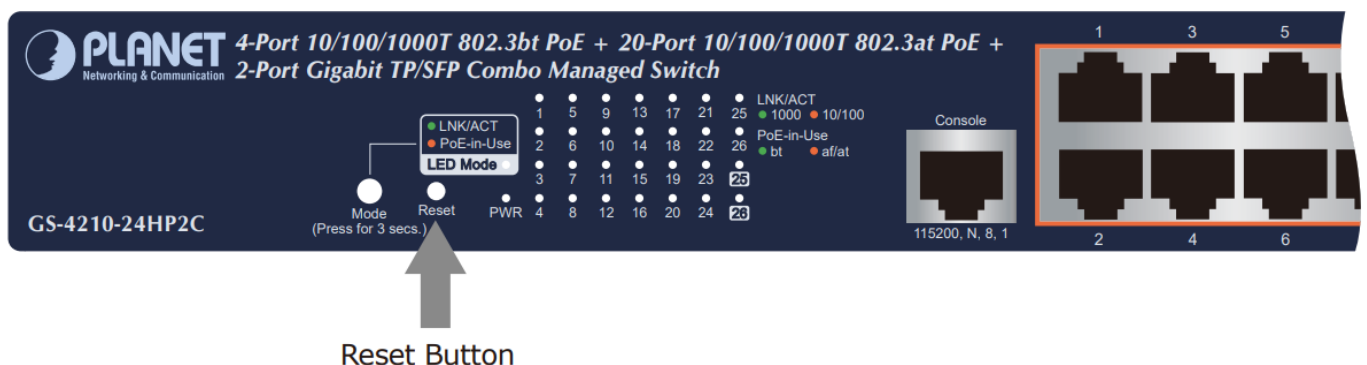 PLANET
Networking & Communication
4-Port 10/100/1000T 802.3bt PoE + 20-Port 10/100/1000T 802.3at PoE +
2-Port Gigabit TP/SFP Combo Managed Switch
LNK/ACT
PoE-in-Use
LED Mode
Mode
(Press for 3 secs.)
Reset
PWR
1 5 9 13 17 21 25
2 6 10 14 18 22 26
3 7 11 15 19 23 25
4 8 12 16 20 24 26
LNK/ACT
1000 10/100
PoE-in-Use
bt af/at
Console
115200, N, 8, 1
1 3 5
2 4 6
GS-4210-24HP2C
Reset Button